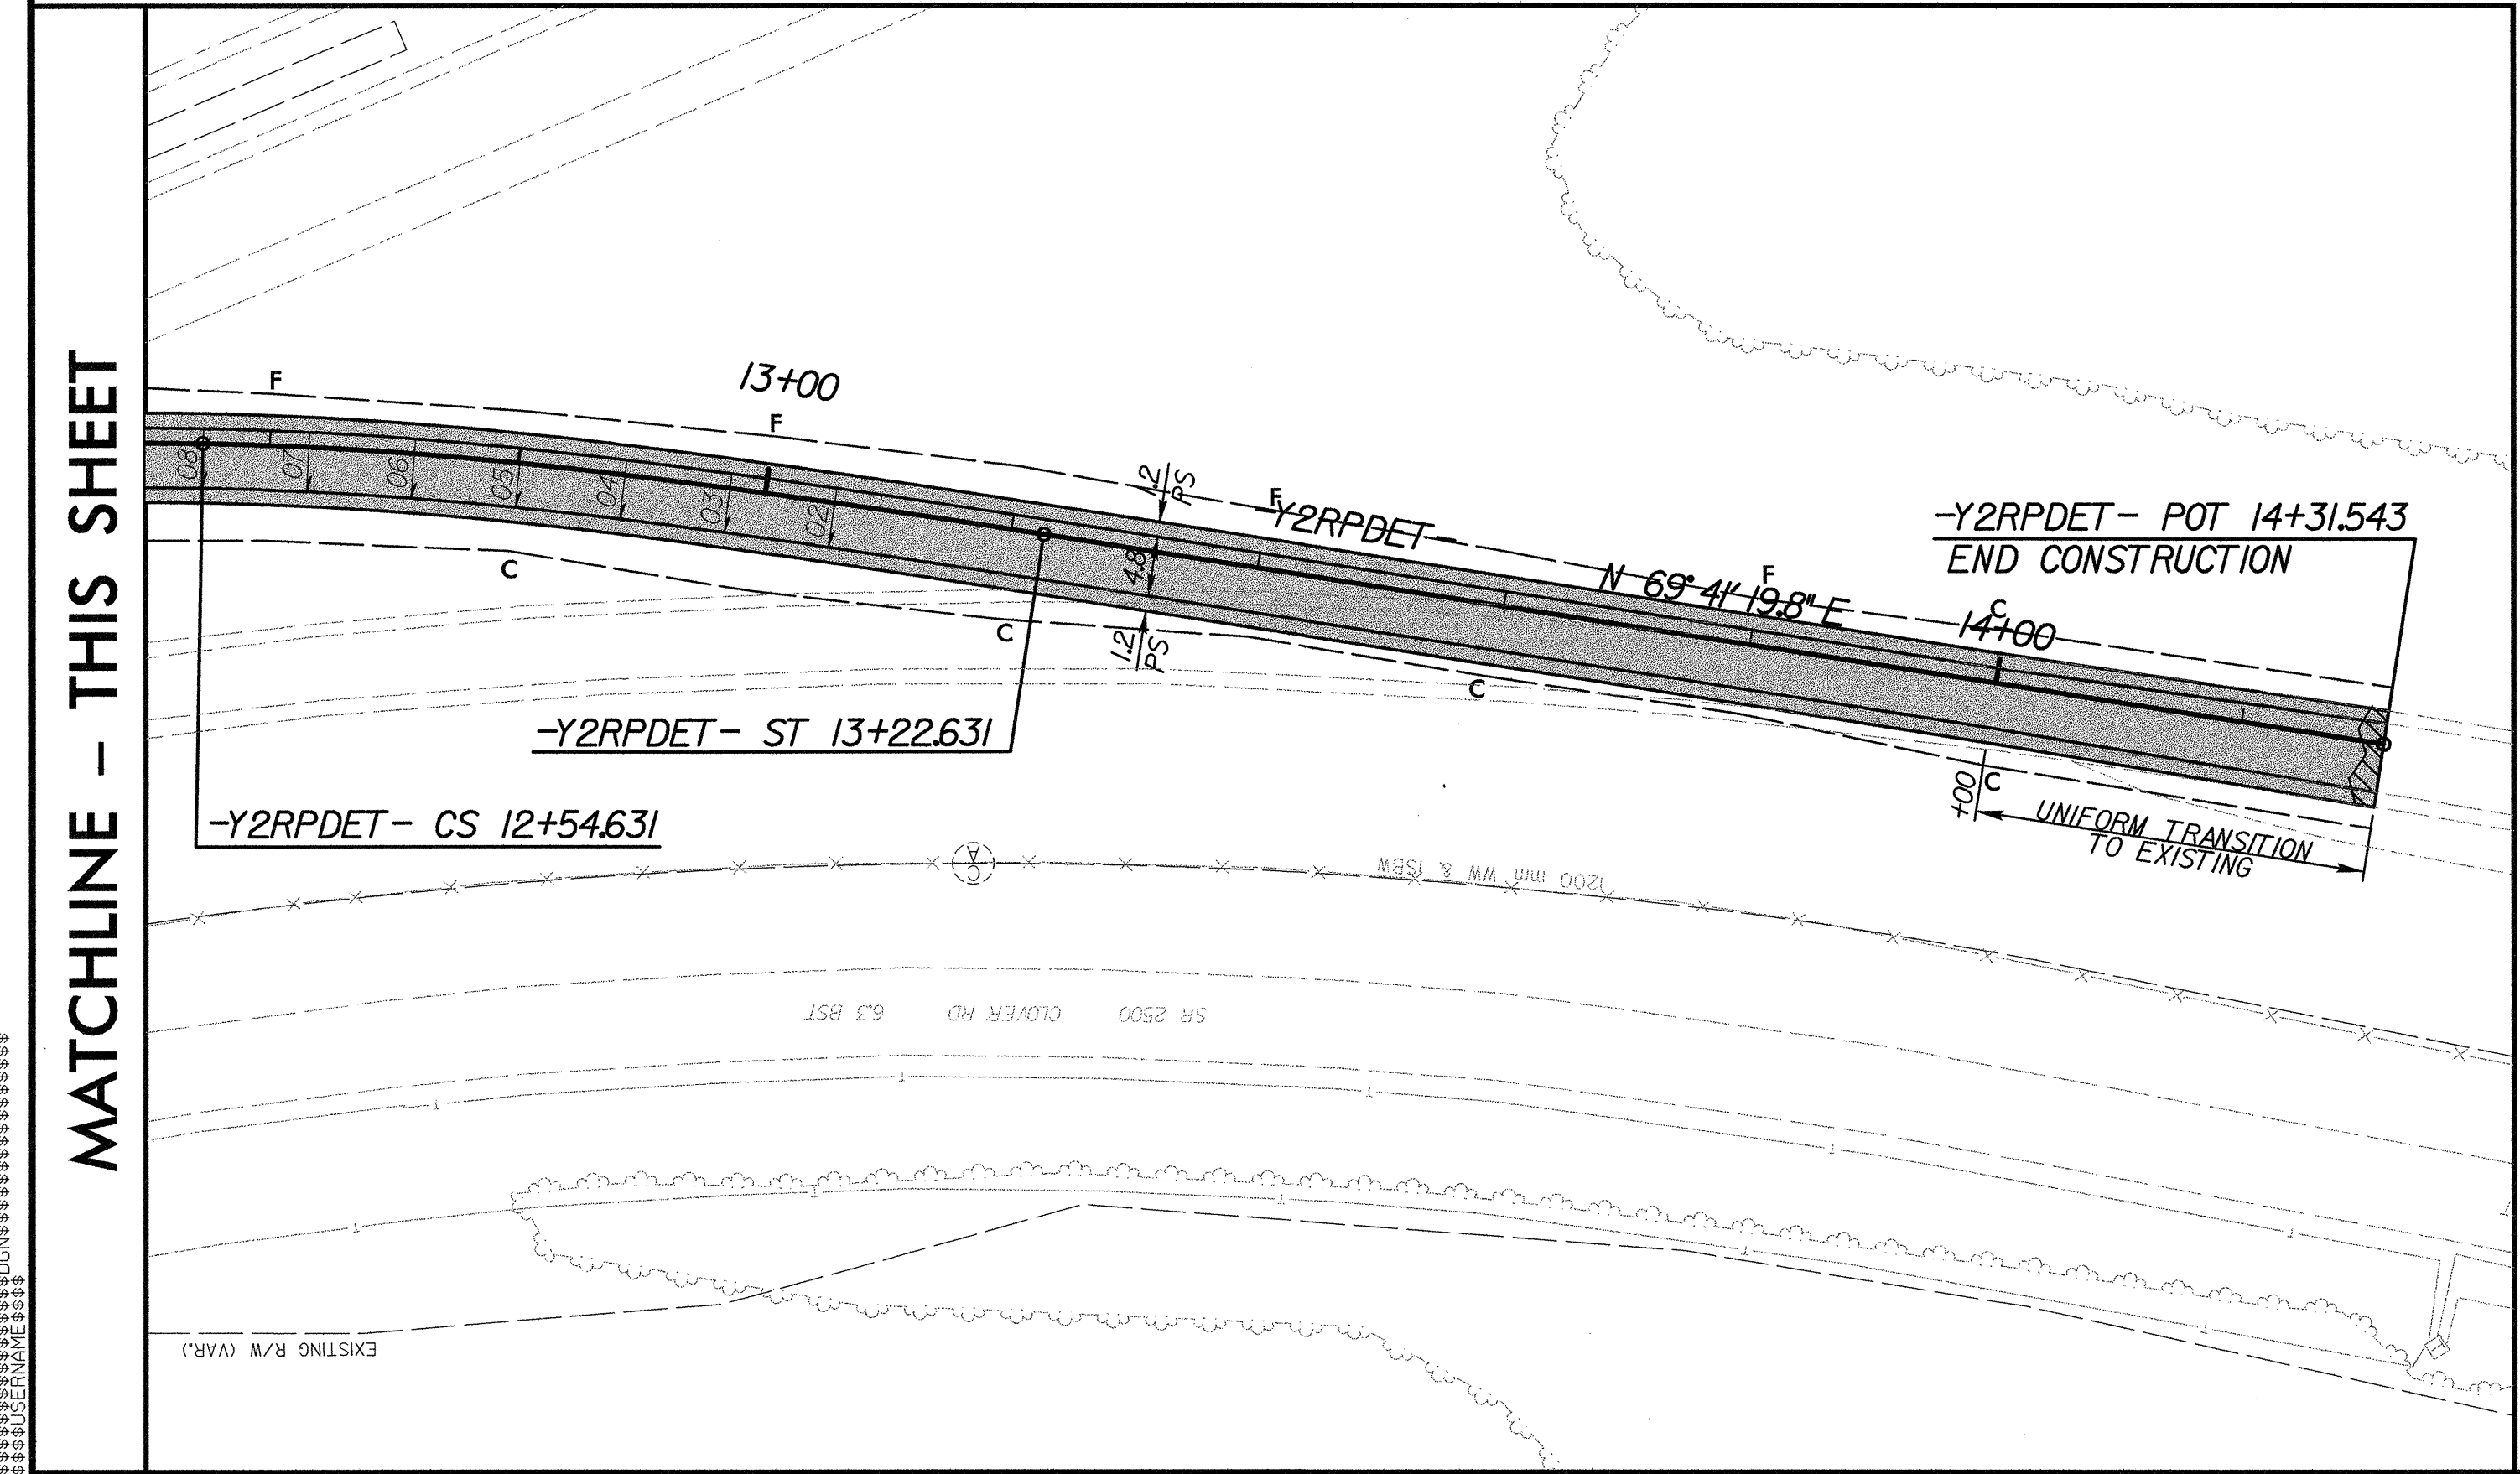 MATCHLINE - THIS SHEET
F
13+00
F
08
07
06
05
04
03
02
1.2
PS
F
-Y2RPDET-
-Y2RPDET- POT 14+31.543
END CONSTRUCTION
4.8
N 69° 41' 19.8" E
F
C
14+00
C
C
1.2
PS
C
-Y2RPDET- ST 13+22.631
-Y2RPDET- CS 12+54.631
+00
C
UNIFORM TRANSITION
TO EXISTING
C
A
1200 mm WW & 1SBW
SR 2500 CLOVER RD 6.3 BST
T
T
T
T
T
T
T
T
T
T
T
EXISTING R/W (VAR.)